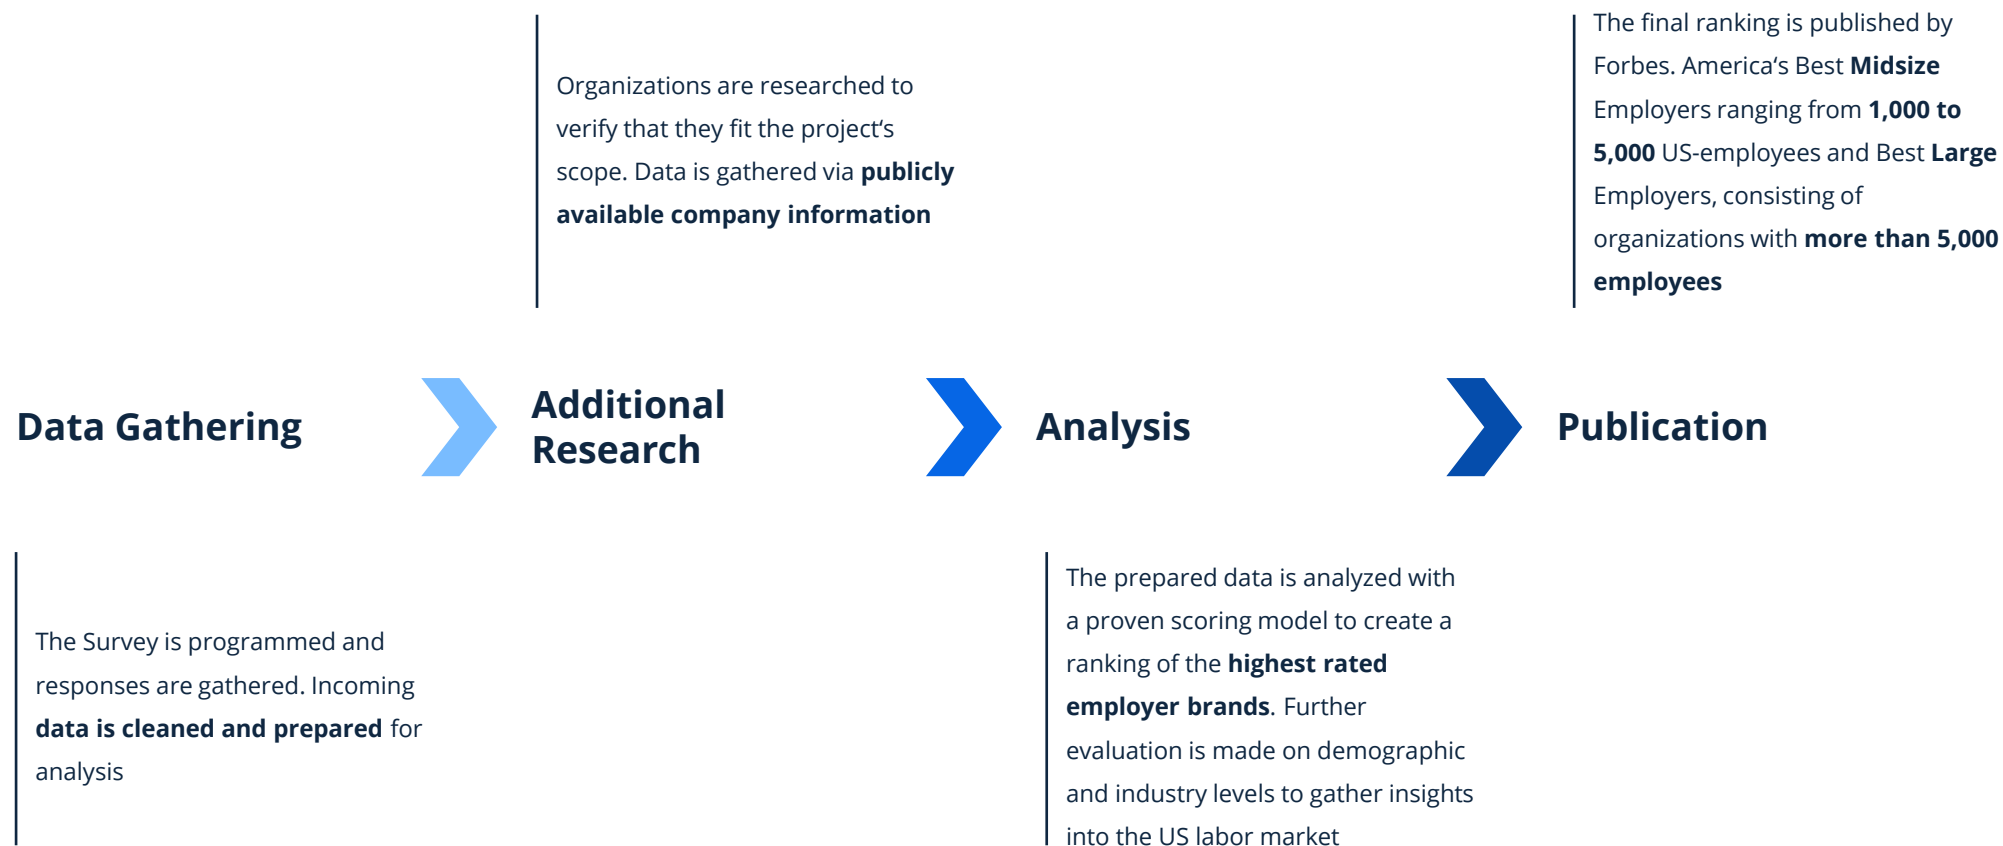 Data Gathering
The Survey is programmed and
responses are gathered. Incoming
data is cleaned and prepared for
analysis
Additional
Research
Organizations are researched to
verify that they fit the project‘s
scope. Data is gathered via publicly
available company information
Analysis
The prepared data is analyzed with
a proven scoring model to create a
ranking of the highest rated
employer brands. Further
evaluation is made on demographic
and industry levels to gather insights
into the US labor market
Publication
The final ranking is published by
Forbes. America‘s Best Midsize
Employers ranging from 1,000 to
5,000 US-employees and Best Large
Employers, consisting of
organizations with more than 5,000
employees